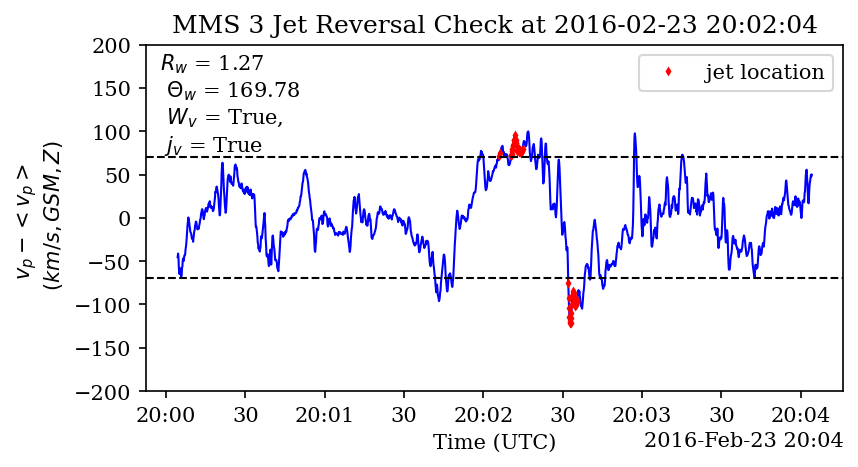 MMS 3 Jet Reversal Check at 2016-02-23 20:02:04
R_w = 1.27
Θ_w = 169.78
W_v = True,
j_v = True
jet location
v_p − < v_p >
(km/s, GSM, Z)
200
150
100
50
0
−50
−100
−150
−200
20:00 30 20:01 30 20:02 30 20:03 30 20:04
Time (UTC)
2016-Feb-23 20:04